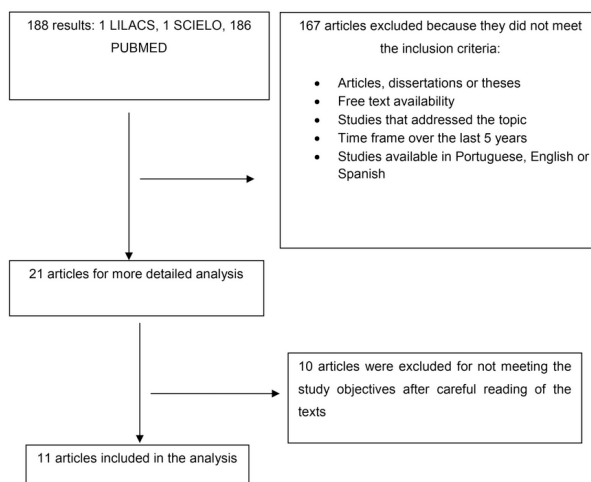 188 results: 1 LILACS, 1 SCIELO, 186
PUBMED
167 articles excluded because they did not meet
the inclusion criteria:
• Articles, dissertations or theses
• Free text availability
• Studies that addressed the topic
• Time frame over the last 5 years
• Studies available in Portuguese, English or
Spanish
21 articles for more detailed analysis
10 articles were excluded for not meeting the
study objectives after careful reading of the
texts
11 articles included in the analysis